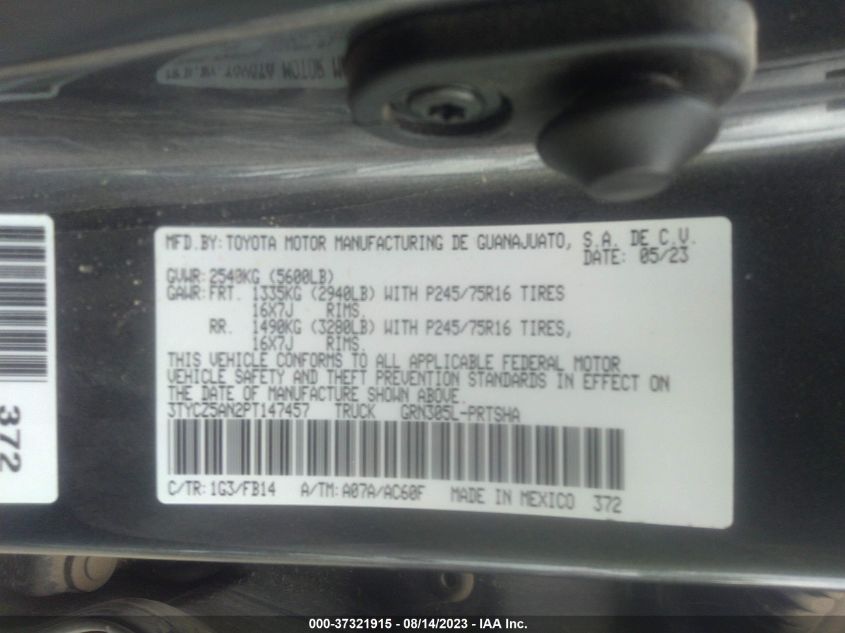 MFD.BY:TOYOTA MOTOR MANUFACTURING DE GUANAJUATO, S.A. DE C.V.
DATE: 05/23
GVWR:2540KG (5600LB)
GAWR:FRT. 1335KG (2940LB) WITH P245/75R16 TIRES
16X7J RIMS.
RR. 1490KG (3280LB) WITH P245/75R16 TIRES,
16X7J RIMS.
THIS VEHICLE CONFORMS TO ALL APPLICABLE FEDERAL MOTOR
VEHICLE SAFETY AND THEFT PREVENTION STANDARDS IN EFFECT ON
THE DATE OF MANUFACTURE SHOWN ABOVE.
3TYCZ5AN2PT147457 TRUCK GRN305L-PRTSHA
C/TR:1G3/FB14 A/TM:A07A/AC60F MADE IN MEXICO 372
372
000-37321915 - 08/14/2023 - IAA Inc.